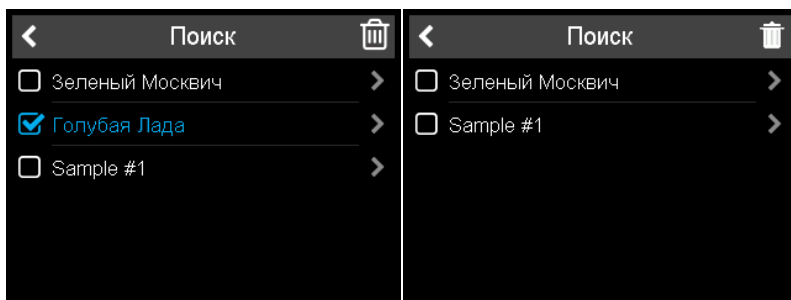 Поиск
Зеленый Москвич
Голубая Лада
Sample #1
Поиск
Зеленый Москвич
Sample #1